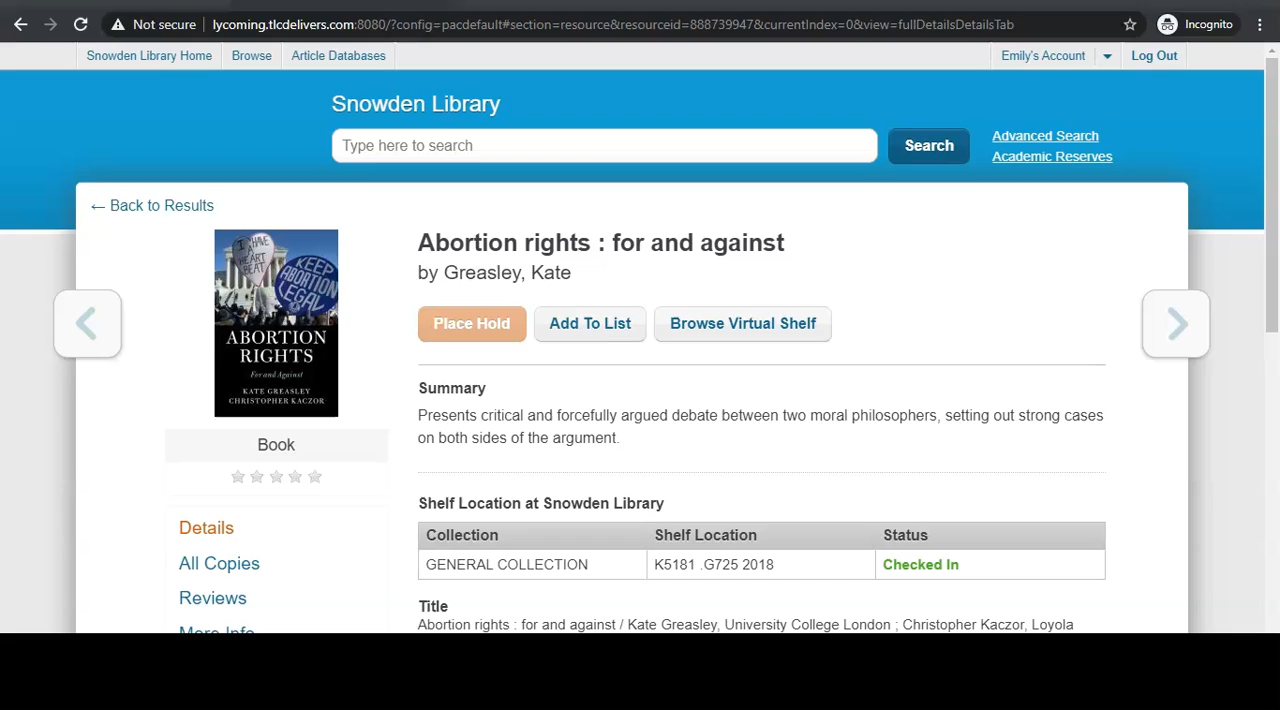 Not secure lycoming.tlcdelivers.com:8080/?config=pacdefault#section=resource&resourceid=888739947&currentIndex=0&view=fullDetailsDetailsTab Incognito
Snowden Library Home Browse Article Databases Emily's Account Log Out
Snowden Library
Type here to search Search Advanced Search
Academic Reserves
← Back to Results
Abortion rights : for and against
by Greasley, Kate
Place Hold Add To List Browse Virtual Shelf
I HAVE A HEART BEAT
KEEP ABORTION LEGAL
ABORTION
RIGHTS
For and Against
KATE GREASLEY
CHRISTOPHER KACZOR
Book
Details
All Copies
Reviews
More Info
Summary
Presents critical and forcefully argued debate between two moral philosophers, setting out strong cases
on both sides of the argument.
Shelf Location at Snowden Library
Collection Shelf Location Status
GENERAL COLLECTION K5181 .G725 2018 Checked In
Title
Abortion rights : for and against / Kate Greasley, University College London ; Christopher Kaczor, Loyola